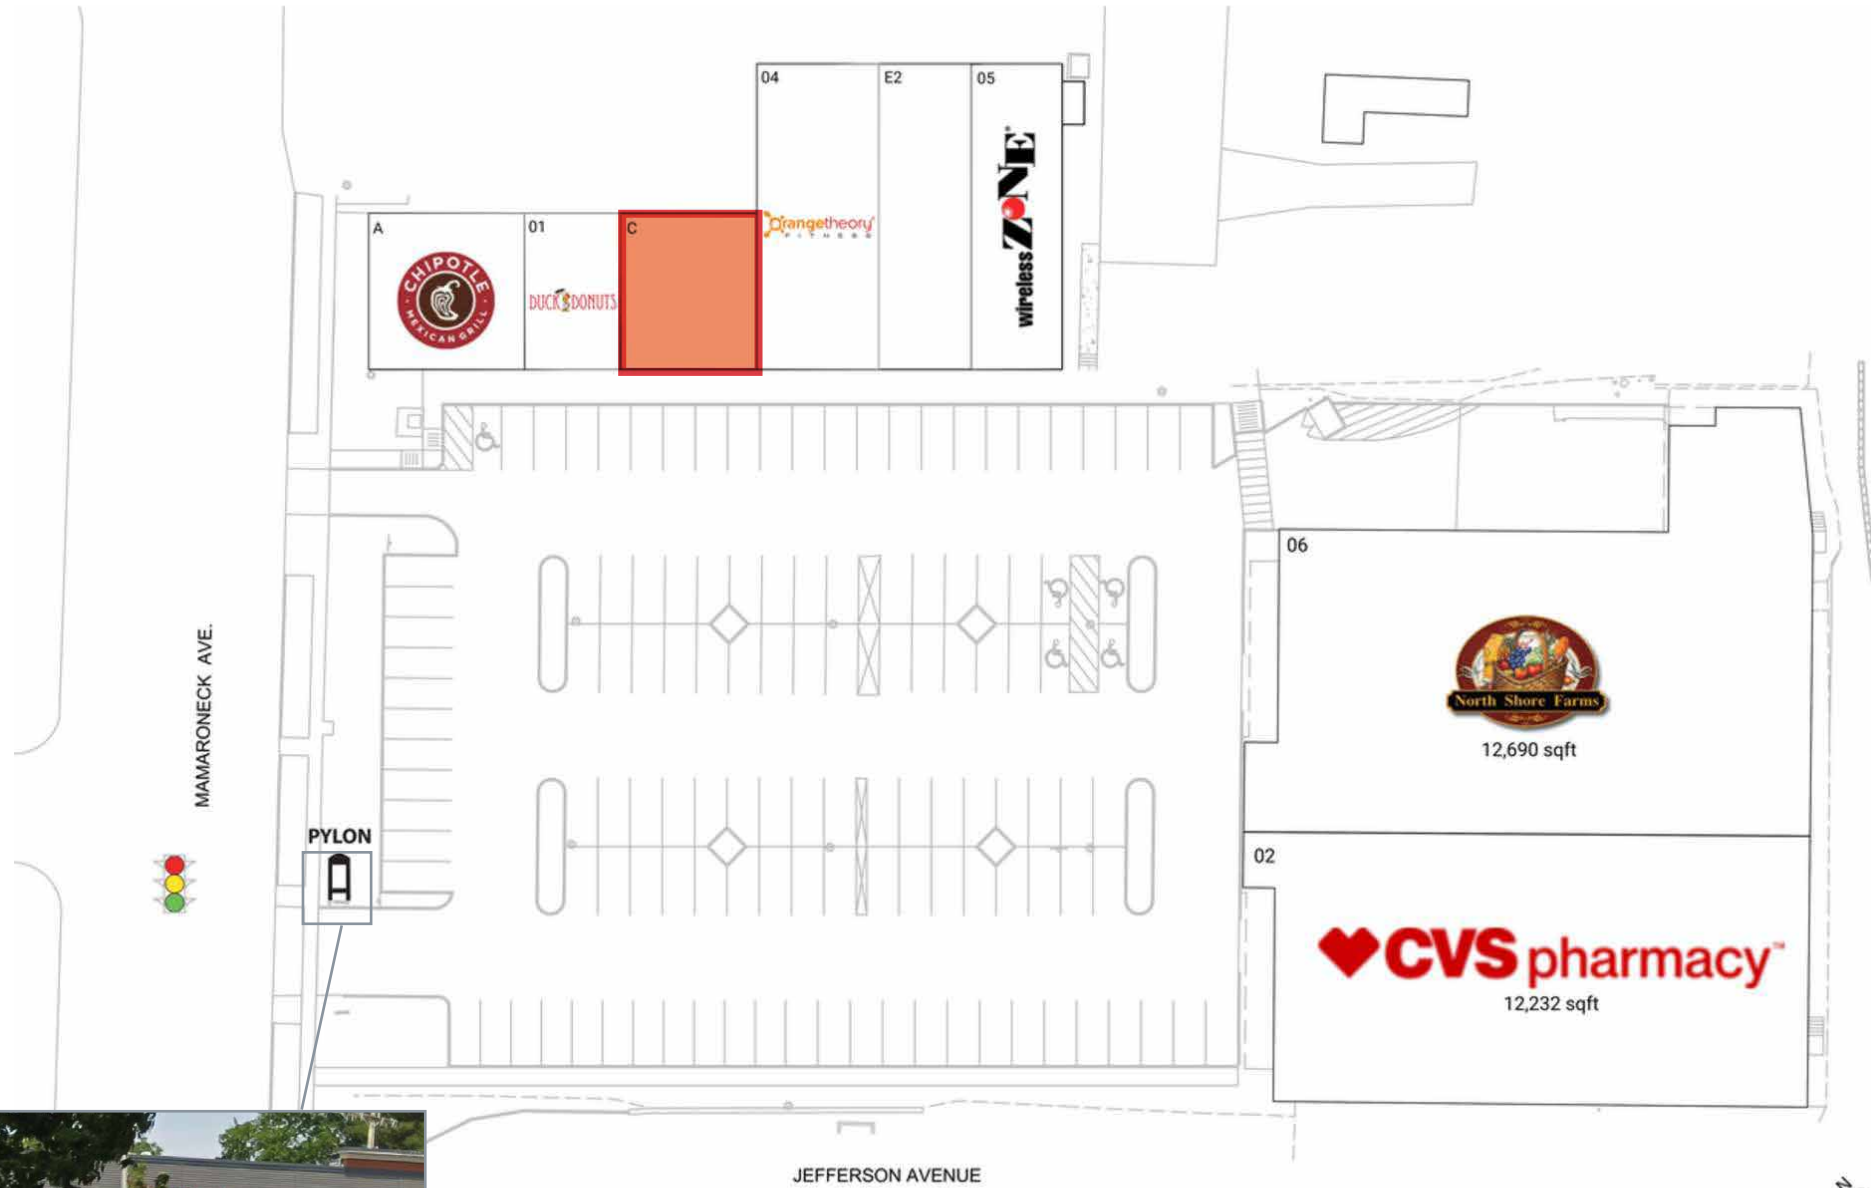 04
E2
05
A
01
C
CHIPOTLE
MEXICAN GRILL
DUCK DONUTS
Orangetheory
FITNESS
wireless ZONE®
06
North Shore Farms
12,690 sqft
MAMARONECK AVE.
PYLON
02
CVS pharmacy™
12,232 sqft
JEFFERSON AVENUE
N